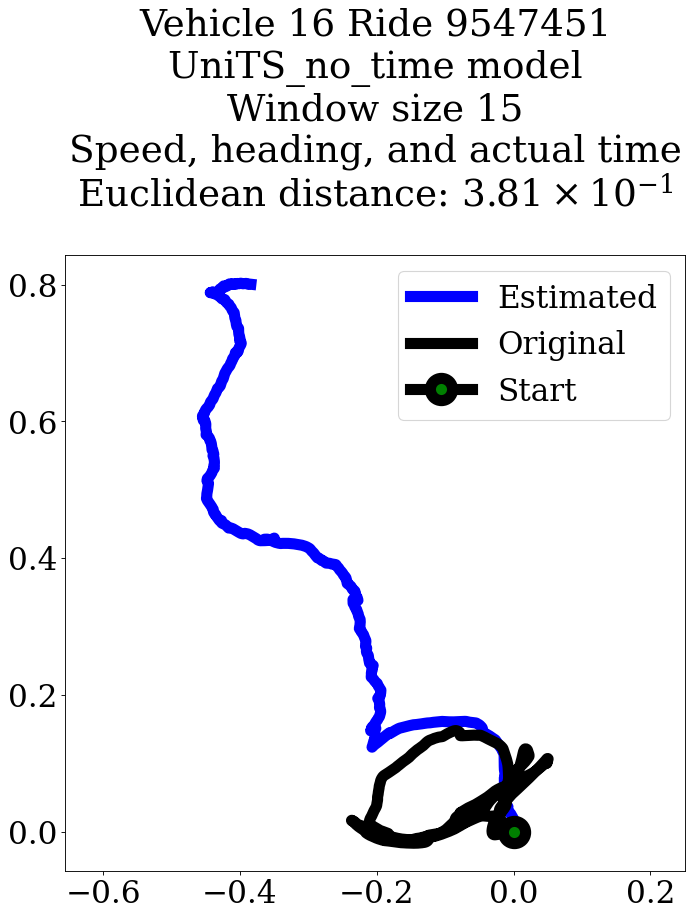 Vehicle 16 Ride 9547451
UniTS_no_time model
Window size 15
Speed, heading, and actual time
Euclidean distance: 3.81 × 10⁻¹
Estimated
Original
Start
0.8
0.6
0.4
0.2
0.0
−0.6 −0.4 −0.2 0.0 0.2